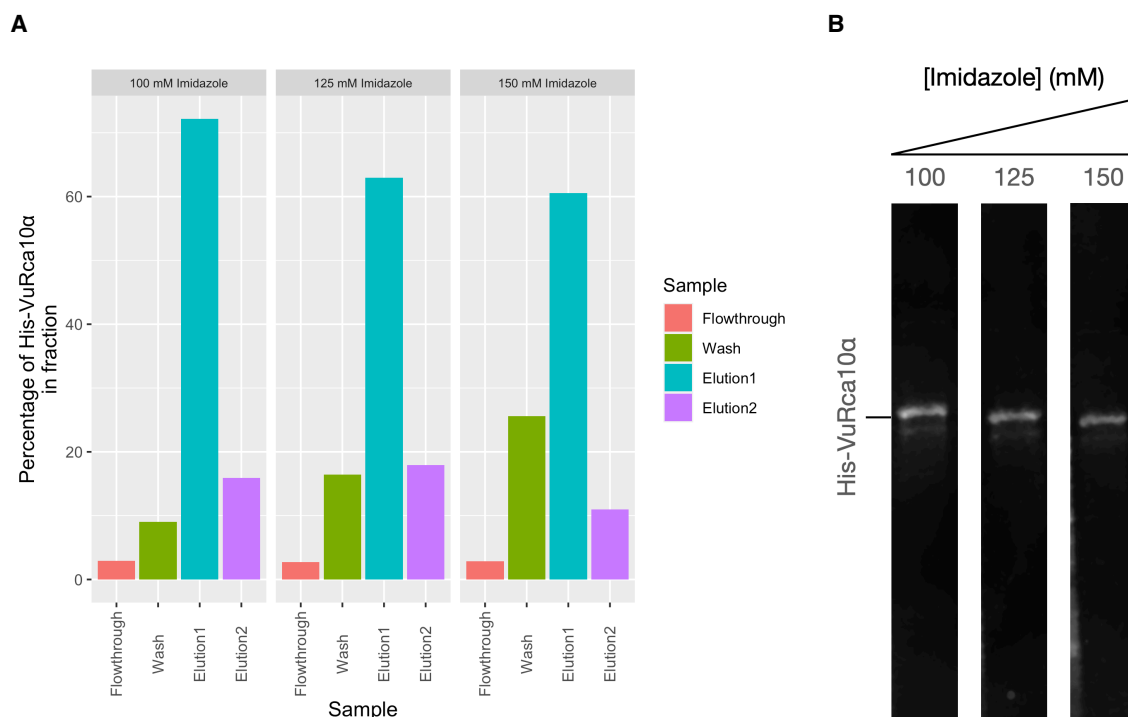 A
100 mM Imidazole
125 mM Imidazole
150 mM Imidazole
60
40
20
0
Percentage of His-VuRca10α
in fraction
Flowthrough
Wash
Elution1
Elution2
Flowthrough
Wash
Elution1
Elution2
Flowthrough
Wash
Elution1
Elution2
Sample
Sample
Flowthrough
Wash
Elution1
Elution2
B
[Imidazole] (mM)
100 125 150
His-VuRca10α